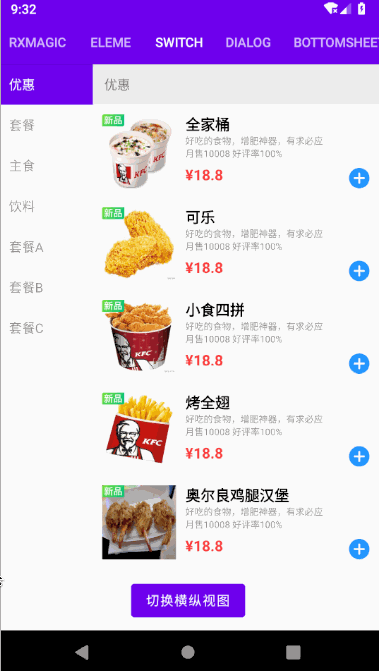 9:32
RXMAGIC ELEME SWITCH DIALOG BOTTOMSHEET
优惠
套餐
主食
饮料
套餐A
套餐B
套餐C
优惠
新品
全家桶
好吃的食物，增肥神器，有求必应
月售10008 好评率100%
¥18.8
KFC
新品
可乐
好吃的食物，增肥神器，有求必应
月售10008 好评率100%
¥18.8
新品
小食四拼
好吃的食物，增肥神器，有求必应
月售10008 好评率100%
¥18.8
KFC
新品
烤全翅
好吃的食物，增肥神器，有求必应
月售10008 好评率100%
¥18.8
KFC
新品
奥尔良鸡腿汉堡
好吃的食物，增肥神器，有求必应
月售10008 好评率100%
¥18.8
切换横纵视图